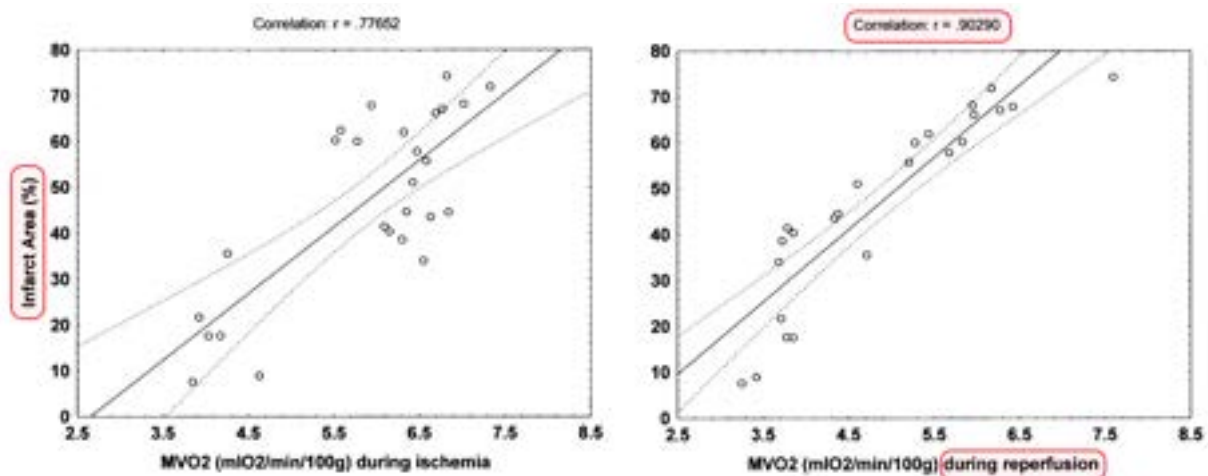 Correlation: r = .77652
80
70
60
50
40
30
20
10
0
Infarct Area (%)
2.5 3.5 4.5 5.5 6.5 7.5 8.5
MVO2 (mlO2/min/100g) during ischemia
Correlation: r = .90290
80
70
60
50
40
30
20
10
0
2.5 3.5 4.5 5.5 6.5 7.5 8.5
MVO2 (mlO2/min/100g) during reperfusion